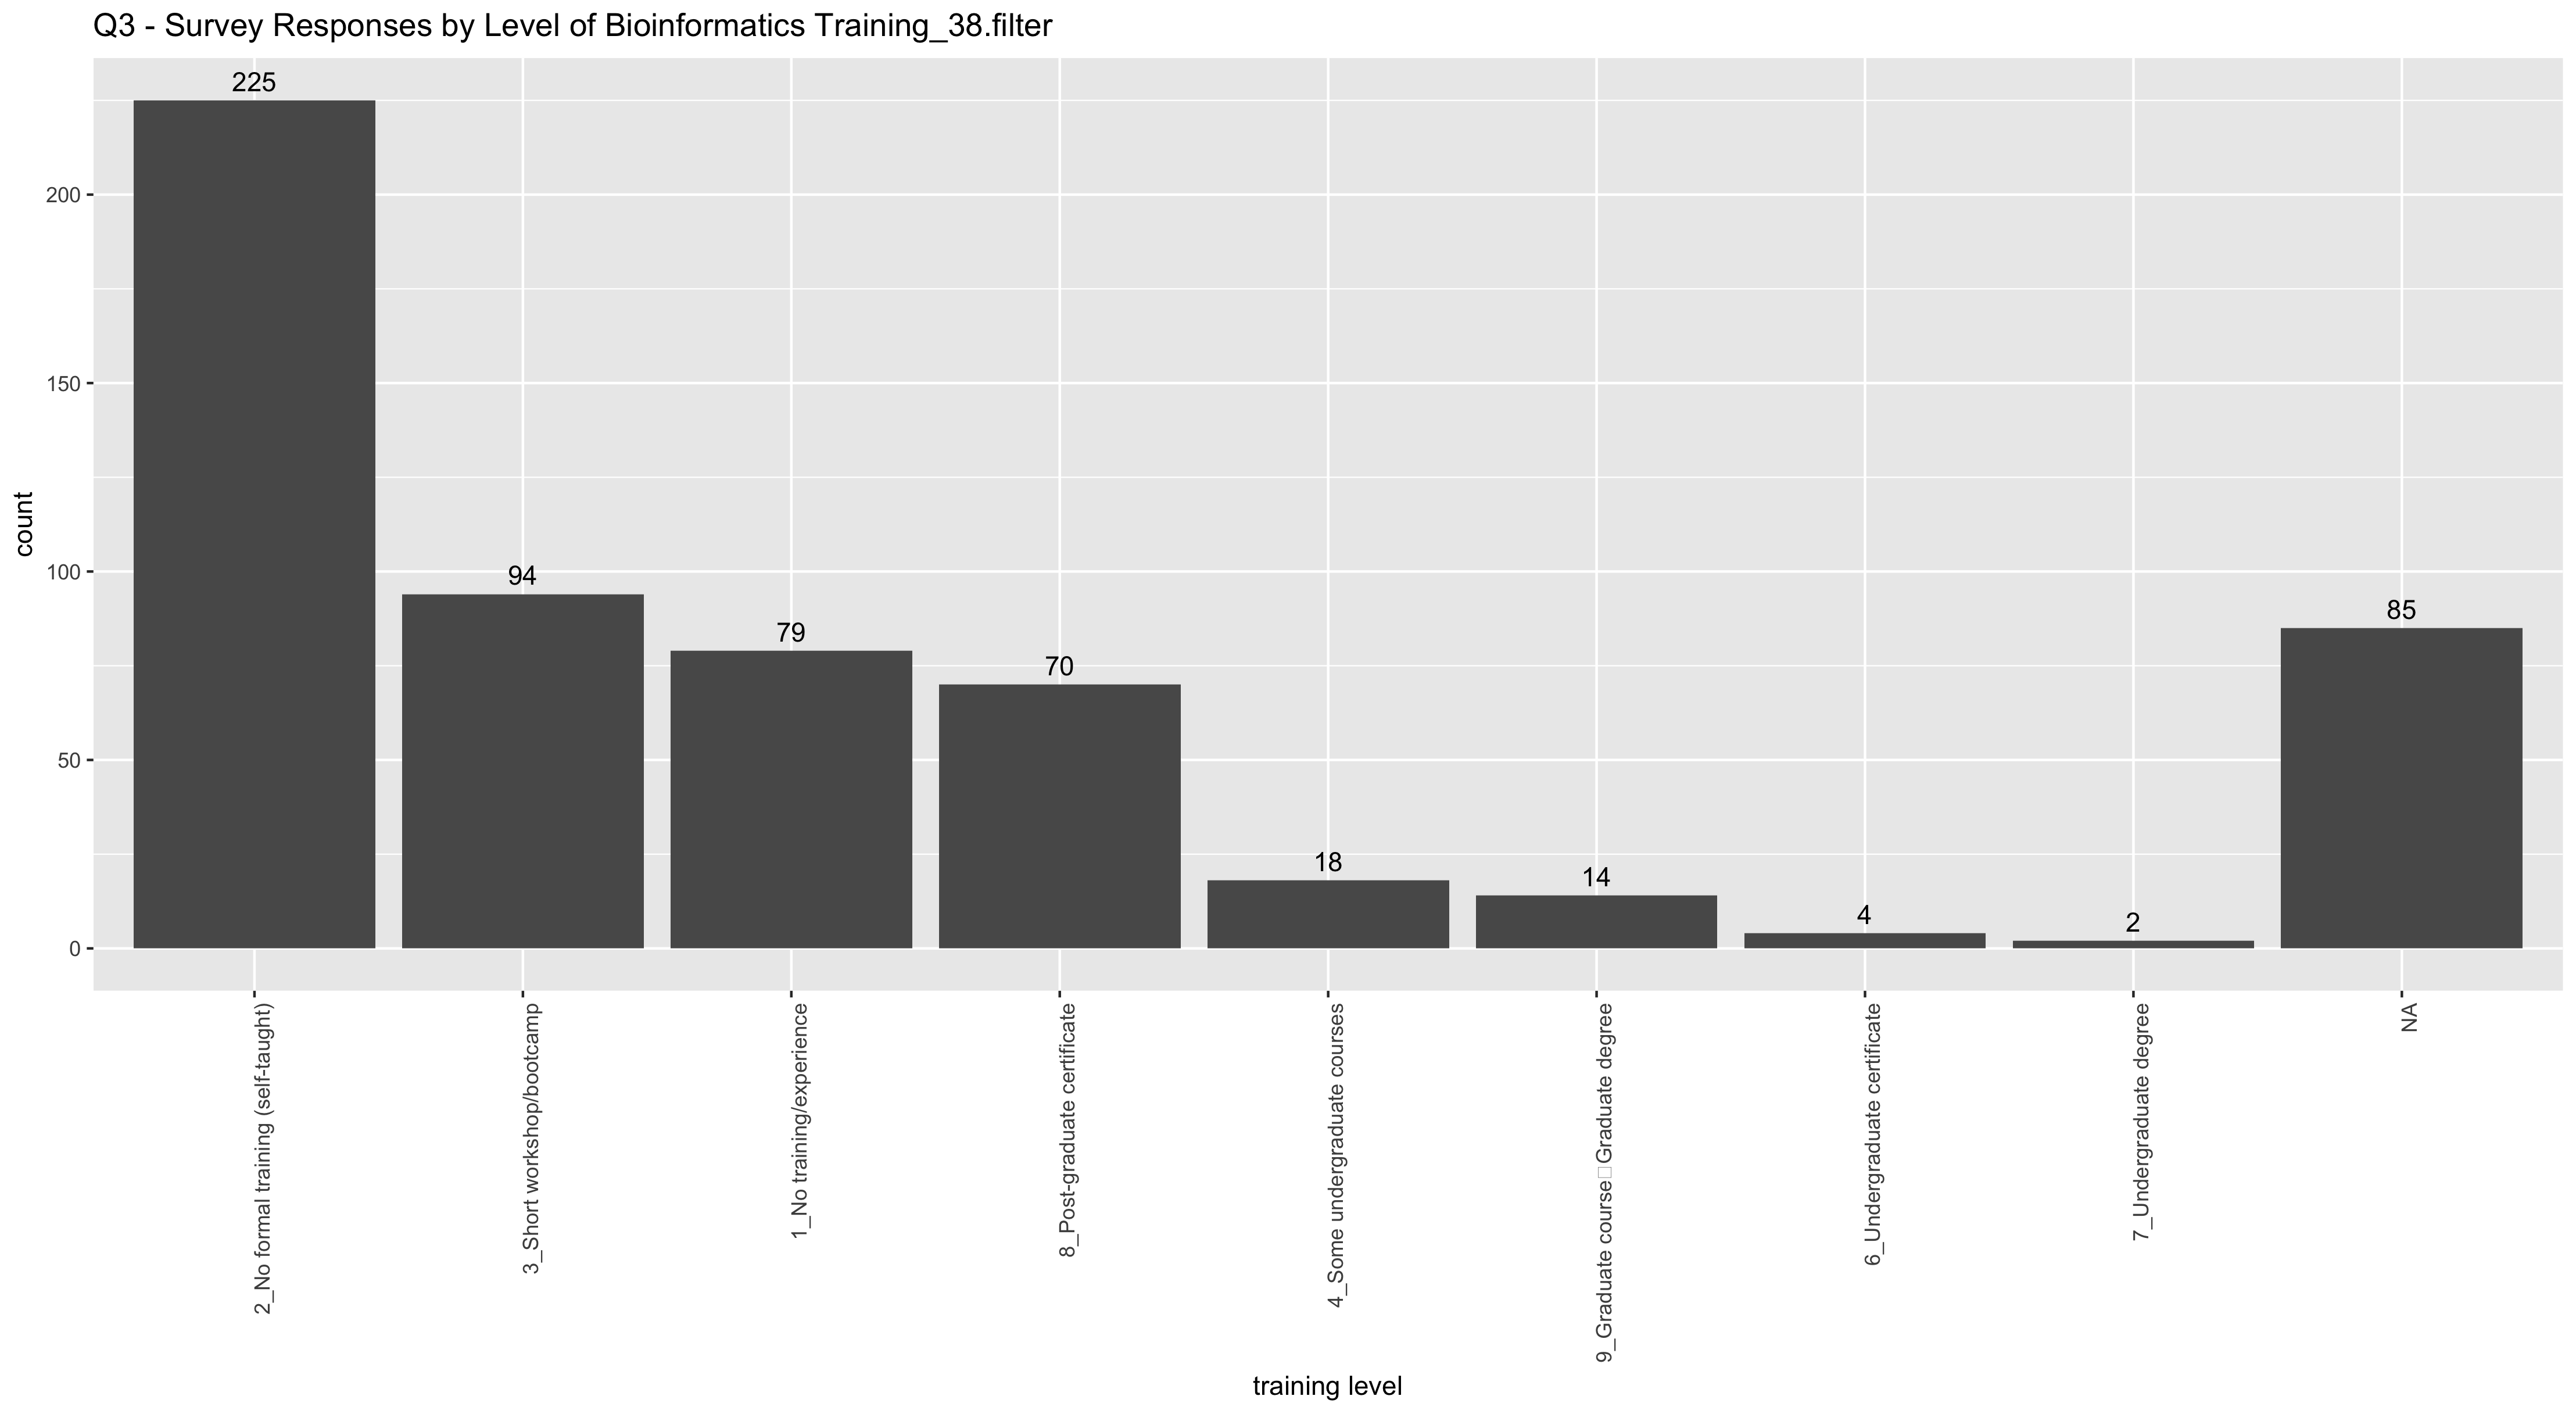 Q3 - Survey Responses by Level of Bioinformatics Training_38.filter
count
200
150
100
50
0
225
94
79
70
18
14
4
2
85
2_No formal training (self-taught)
3_Short workshop/bootcamp
1_No training/experience
8_Post-graduate certificate
4_Some undergraduate courses
9_Graduate course□Graduate degree
6_Undergraduate certificate
7_Undergraduate degree
NA
training level